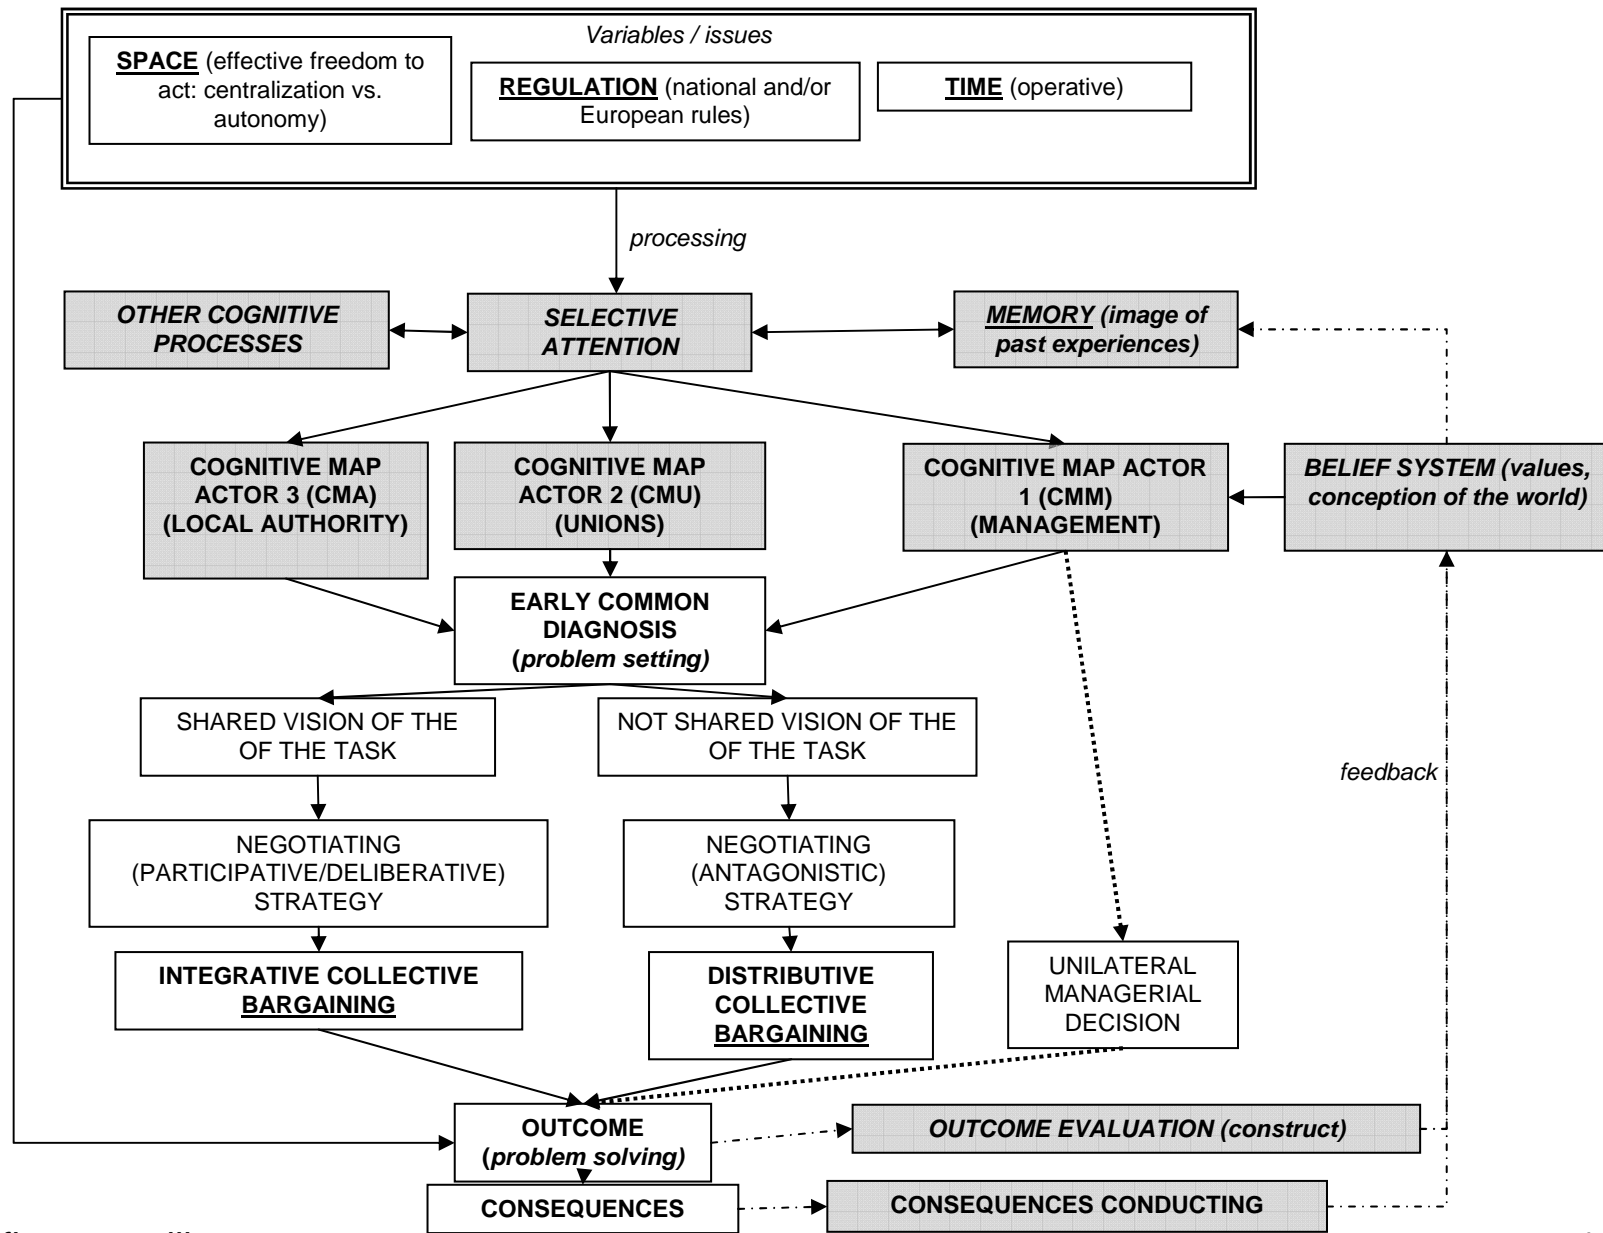 Variables / issues
SPACE (effective freedom to
act: centralization vs.
autonomy)
REGULATION (national and/or
European rules)
TIME (operative)
processing
OTHER COGNITIVE
PROCESSES
SELECTIVE
ATTENTION
MEMORY (image of
past experiences)
COGNITIVE MAP
ACTOR 3 (CMA)
(LOCAL AUTHORITY)
COGNITIVE MAP
ACTOR 2 (CMU)
(UNIONS)
COGNITIVE MAP ACTOR
1 (CMM)
(MANAGEMENT)
BELIEF SYSTEM (values,
conception of the world)
EARLY COMMON
DIAGNOSIS
(problem setting)
SHARED VISION OF THE
OF THE TASK
NOT SHARED VISION OF THE
OF THE TASK
feedback
NEGOTIATING
(PARTICIPATIVE/DELIBERATIVE)
STRATEGY
NEGOTIATING
(ANTAGONISTIC)
STRATEGY
INTEGRATIVE COLLECTIVE
BARGAINING
DISTRIBUTIVE
COLLECTIVE
BARGAINING
UNILATERAL
MANAGERIAL
DECISION
OUTCOME
(problem solving)
OUTCOME EVALUATION (construct)
CONSEQUENCES
CONSEQUENCES CONDUCTING